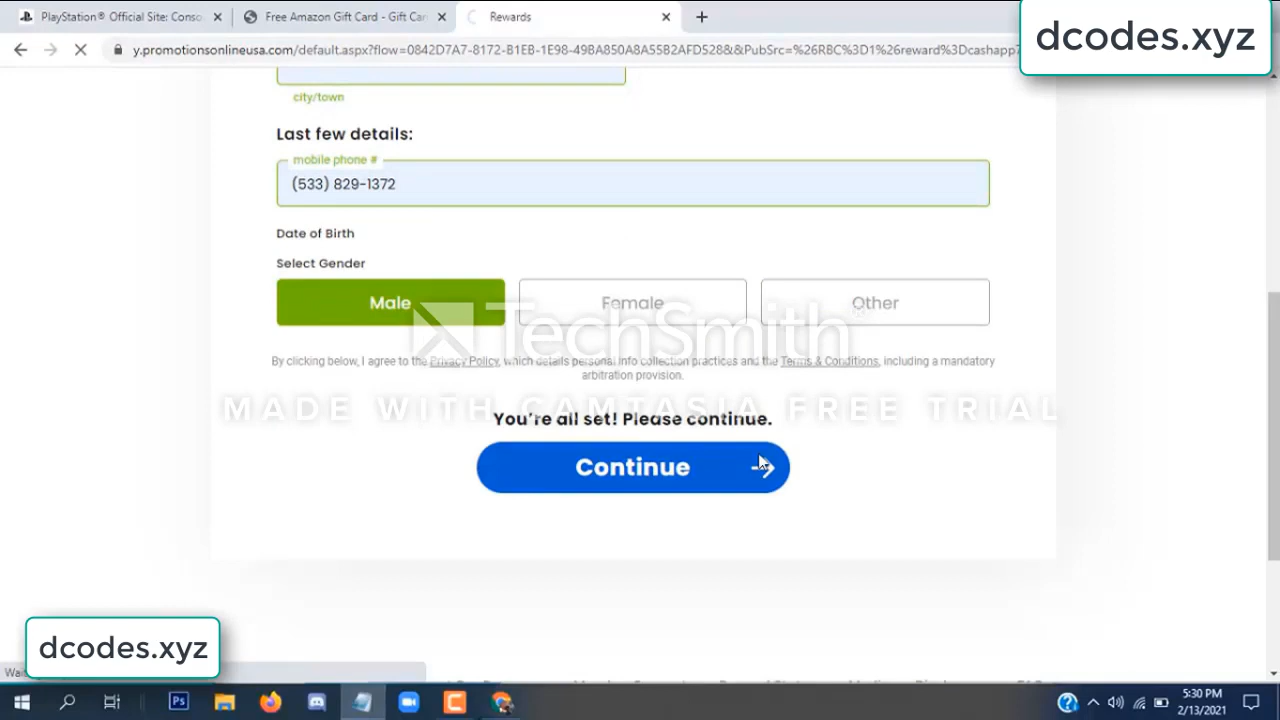 PlayStation® Official Site: Conso
Free Amazon Gift Card - Gift Car
Rewards
y.promotionsonlineusa.com/default.aspx?flow=0842D7A7-8172-B1EB-1E98-49BA850A8A55B2AFD528&&PubSrc=%26RBC%3D1%26reward%3Dcashapp
dcodes.xyz
city/town
Last few details:
mobile phone #
(533) 829-1372
Date of Birth
Select Gender
Male
Female
Other
TechSmith
By clicking below, I agree to the Privacy Policy, which details personal info collection practices and the Terms & Conditions, including a mandatory
arbitration provision.
MADE WITH CAMTASIA FREE TRIAL
You're all set! Please continue.
Continue
dcodes.xyz
Wai
Ps
5:30 PM
2/13/2021